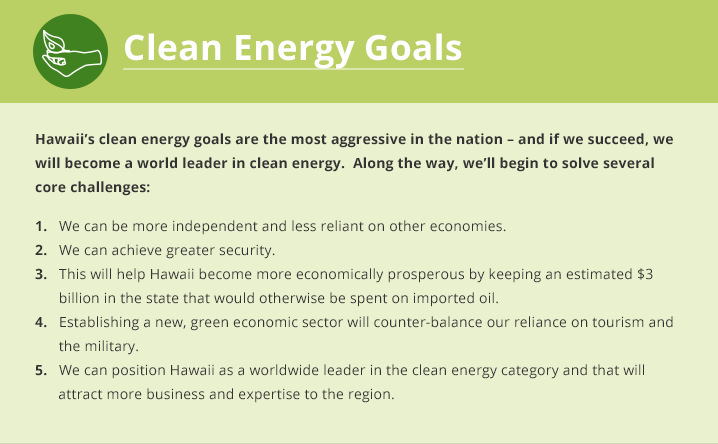 Clean Energy Goals
Hawaii’s clean energy goals are the most aggressive in the nation – and if we succeed, we
will become a world leader in clean energy.  Along the way, we’ll begin to solve several
core challenges:
1. We can be more independent and less reliant on other economies.
2. We can achieve greater security.
3. This will help Hawaii become more economically prosperous by keeping an estimated $3
billion in the state that would otherwise be spent on imported oil.
4. Establishing a new, green economic sector will counter-balance our reliance on tourism and
the military.
5. We can position Hawaii as a worldwide leader in the clean energy category and that will
attract more business and expertise to the region.